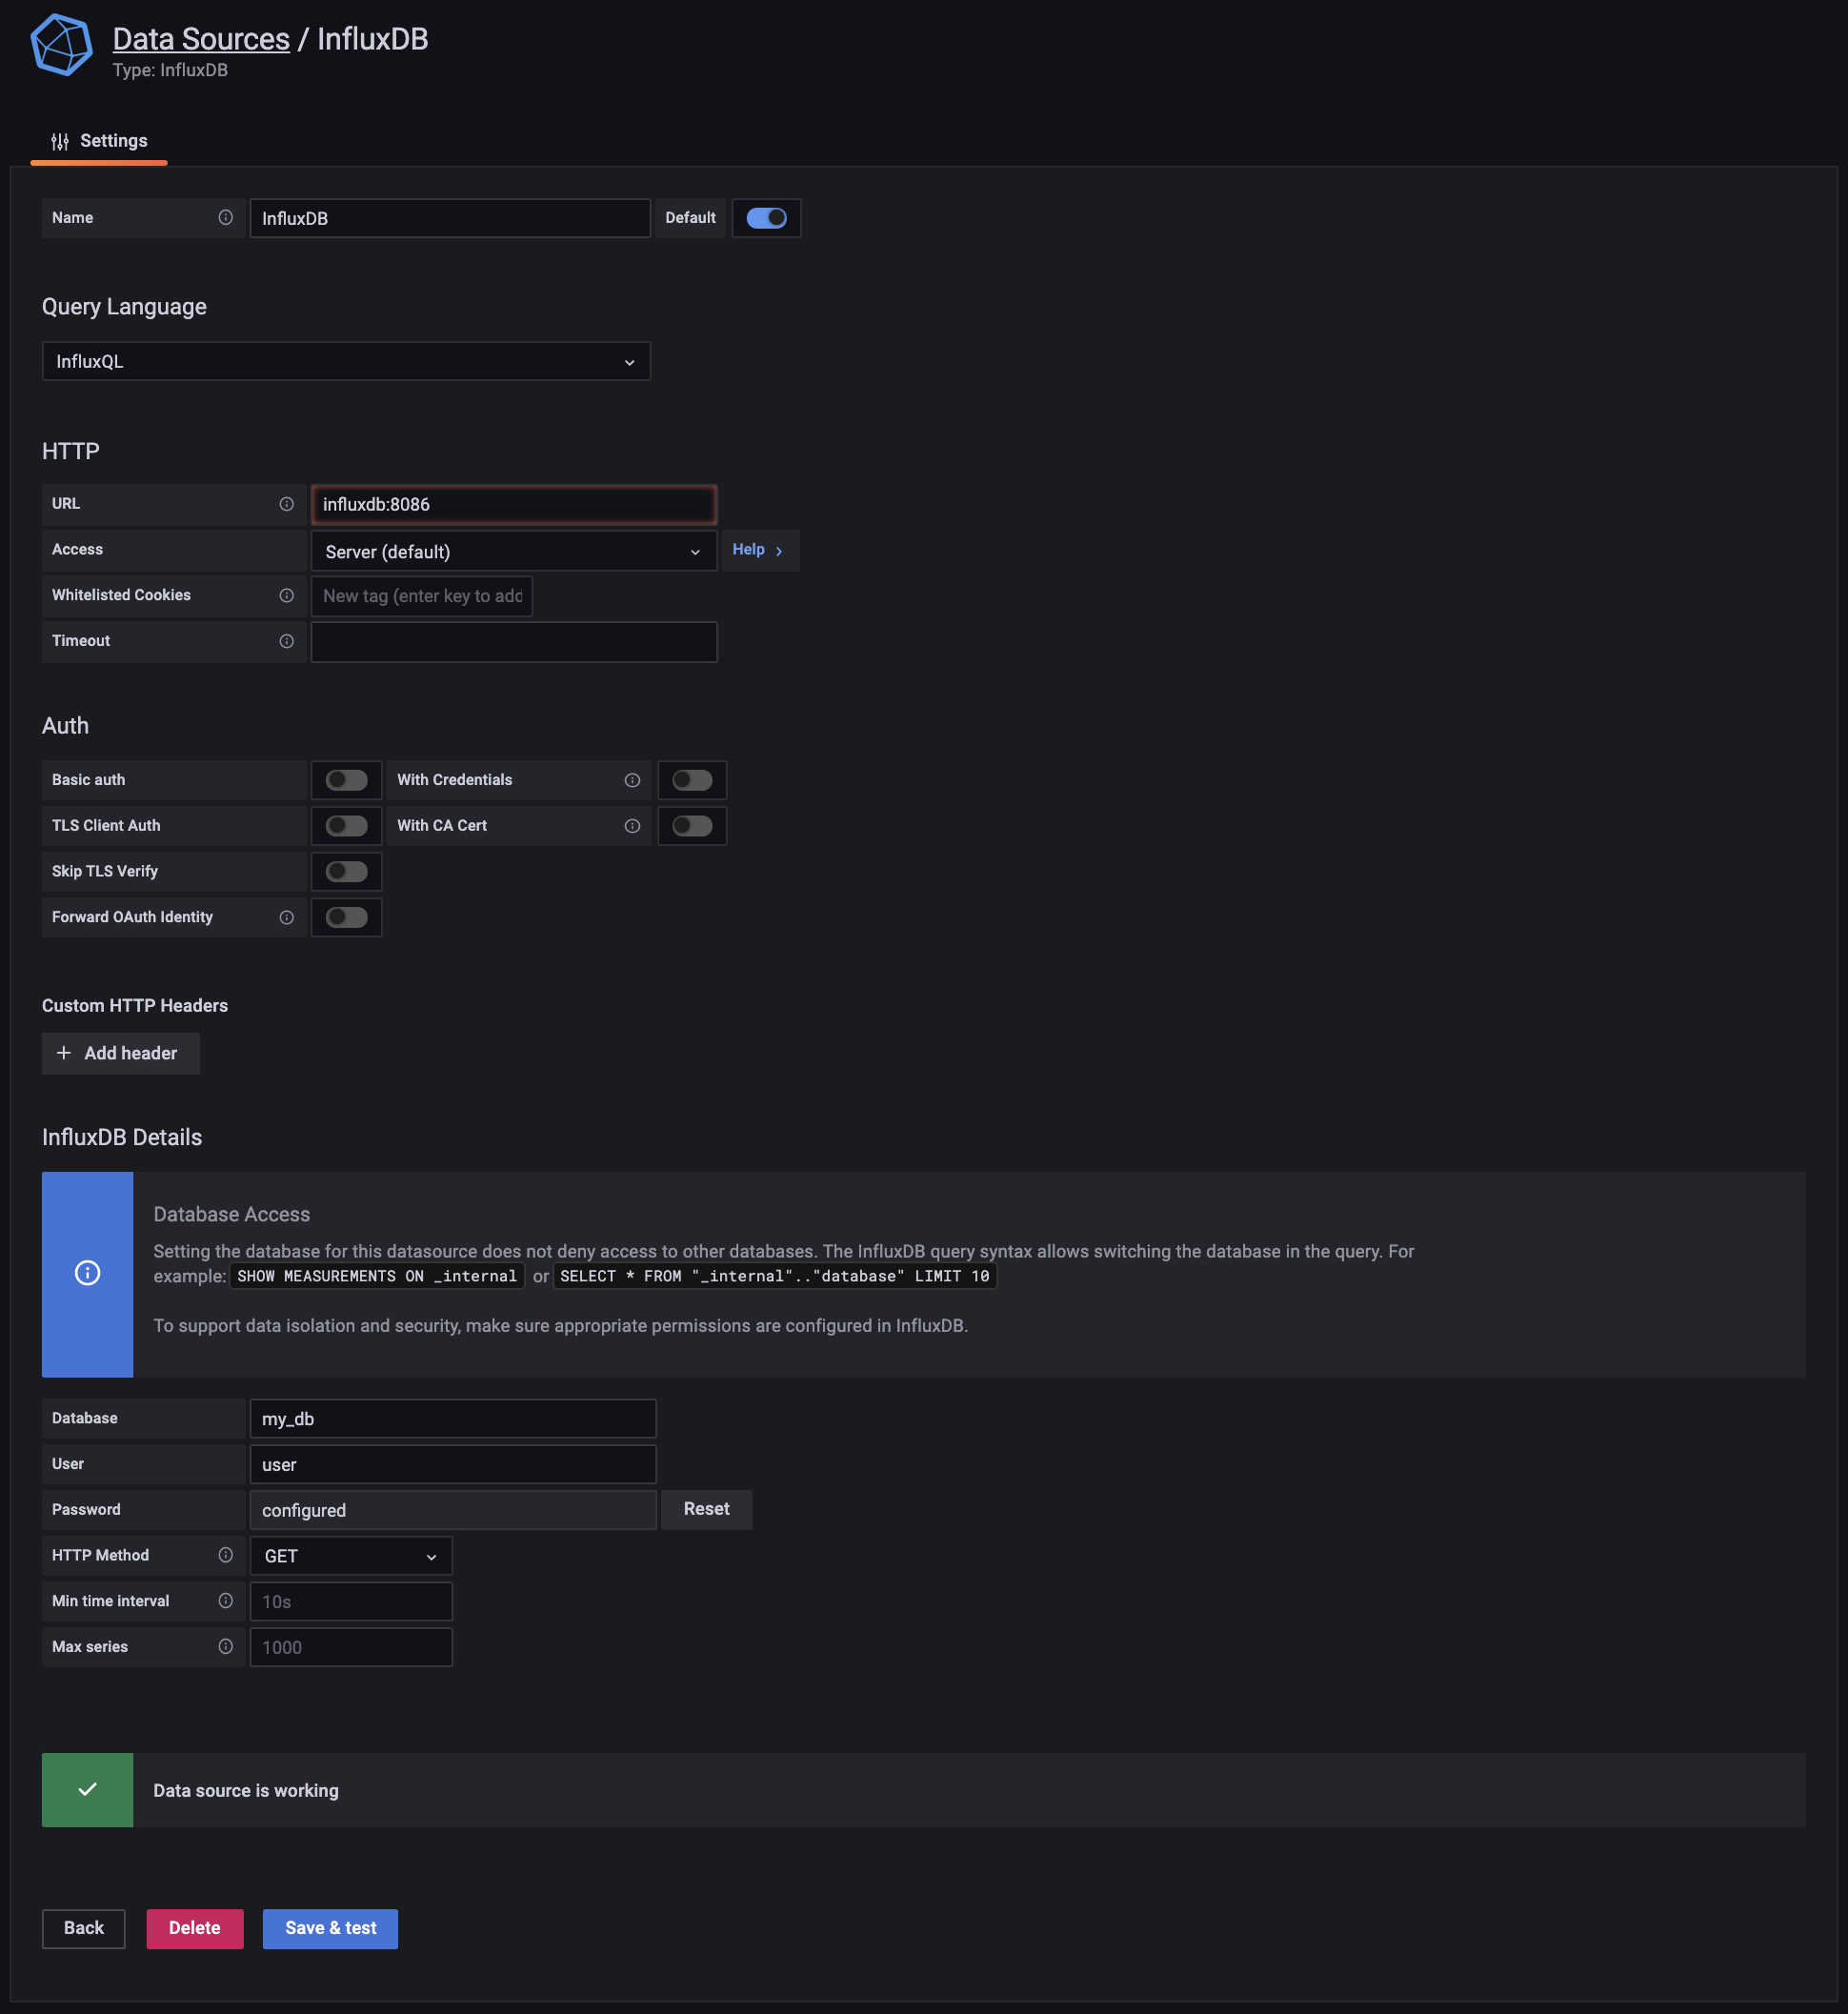 Data Sources / InfluxDB
Type: InfluxDB
Settings
Name InfluxDB Default
Query Language
InfluxQL
HTTP
URL influxdb:8086
Access Server (default) Help
Whitelisted Cookies New tag (enter key to add
Timeout
Auth
Basic auth With Credentials
TLS Client Auth With CA Cert
Skip TLS Verify
Forward OAuth Identity
Custom HTTP Headers
+ Add header
InfluxDB Details
Database Access
Setting the database for this datasource does not deny access to other databases. The InfluxDB query syntax allows switching the database in the query. For
example: SHOW MEASUREMENTS ON _internal or SELECT * FROM "_internal".."database" LIMIT 10
To support data isolation and security, make sure appropriate permissions are configured in InfluxDB.
Database my_db
User user
Password configured Reset
HTTP Method GET
Min time interval 10s
Max series 1000
Data source is working
Back Delete Save & test